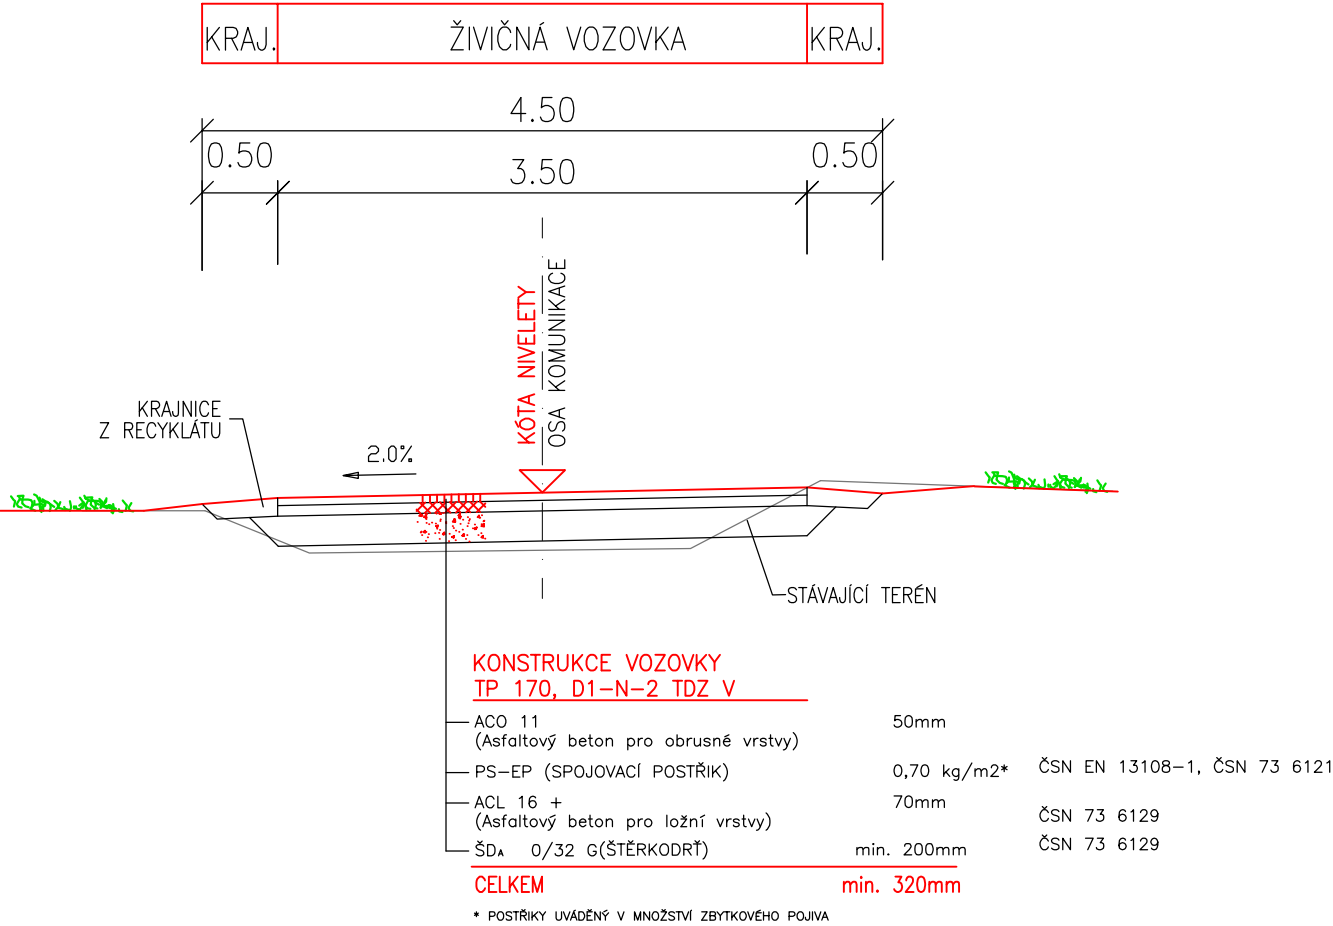 KRAJ. ŽIVIČNÁ VOZOVKA KRAJ.
4.50
0.50 3.50 0.50
KÓTA NIVELETY
OSA KOMUNIKACE
KRAJNICE
Z RECYKLÁTU
2.0%
STÁVAJÍCÍ TERÉN
KONSTRUKCE VOZOVKY
TP 170, D1-N-2 TDZ V
ACO 11 50mm
(Asfaltový beton pro obrusné vrstvy)
PS-EP (SPOJOVACÍ POSTŘIK) 0,70 kg/m2* ČSN EN 13108-1, ČSN 73 6121
ACL 16 + 70mm
(Asfaltový beton pro ložní vrstvy) ČSN 73 6129
ŠDA 0/32 G(ŠTĚRKODRŤ) min. 200mm ČSN 73 6129
CELKEM min. 320mm
* POSTŘIKY UVÁDĚNÝ V MNOŽSTVÍ ZBYTKOVÉHO POJIVA